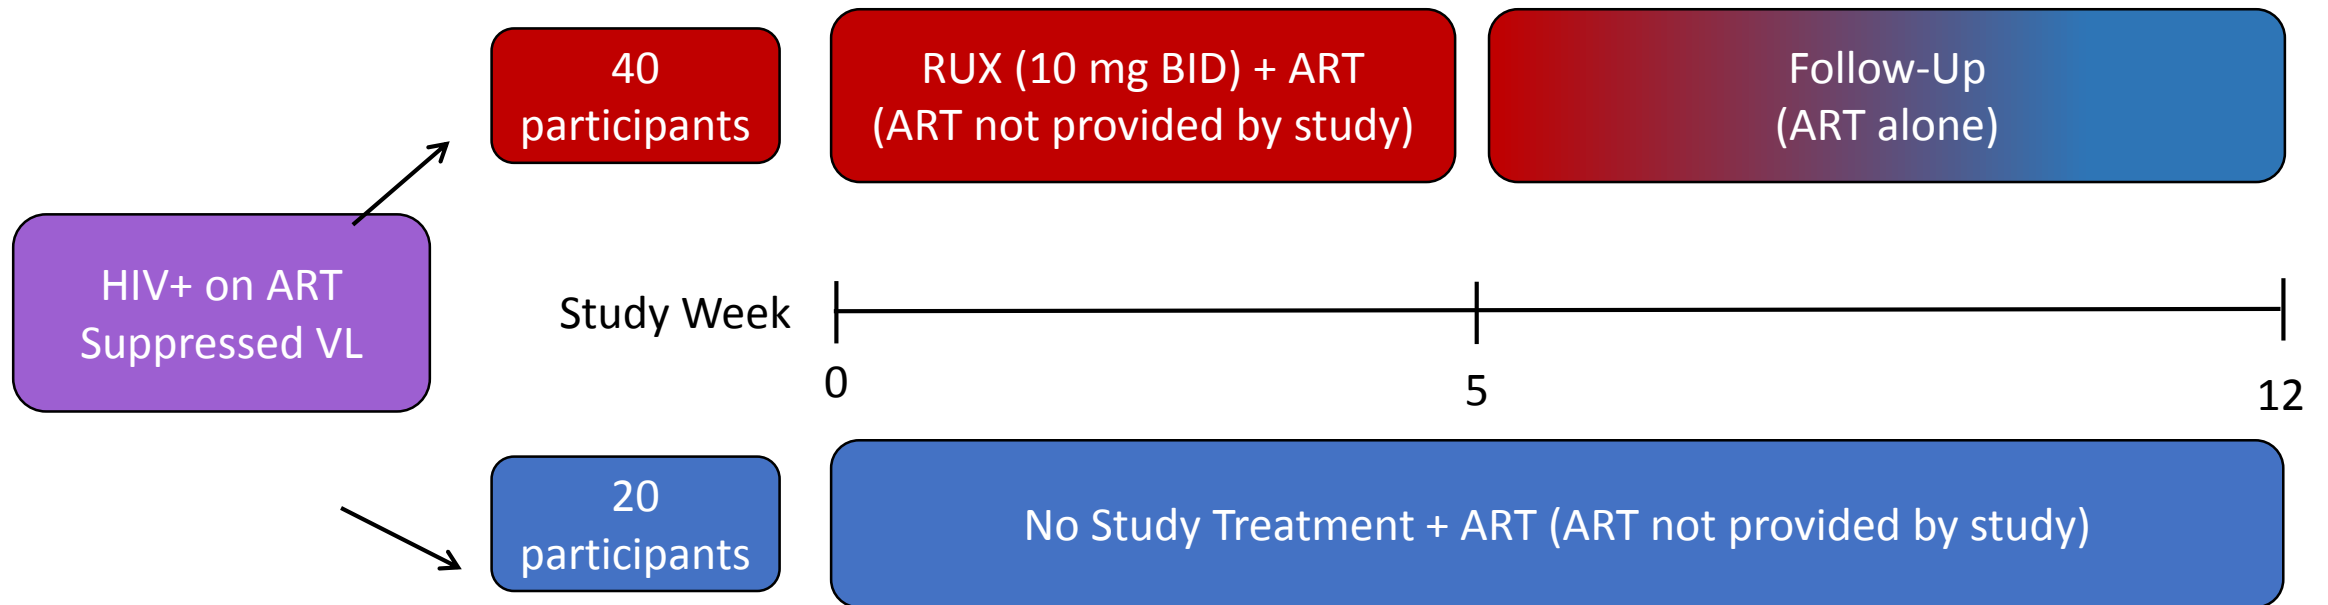 40
participants
RUX (10 mg BID) + ART
(ART not provided by study)
Follow-Up
(ART alone)
HIV+ on ART
Suppressed VL
Study Week
0
5
12
20
participants
No Study Treatment + ART (ART not provided by study)